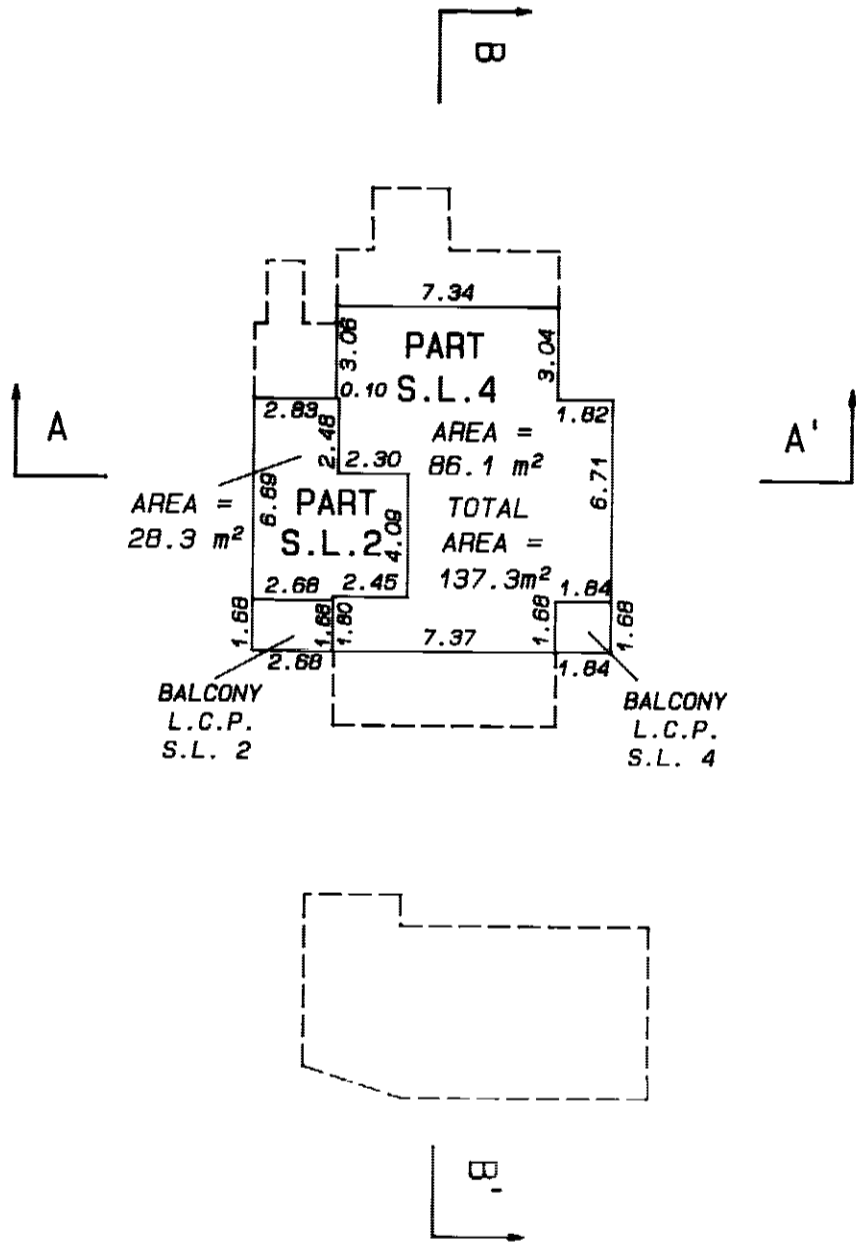 B
7.34
3.06
PART
S.L.4
3.04
0.10
2.83
1.82
A
A'
2.48
AREA =
86.1 m²
2.30
6.71
AREA =
28.3 m²
6.69
PART
S.L.2
4.09
TOTAL
AREA =
137.3m²
2.68
2.45
1.84
1.68
1.68
1.80
7.37
1.68
1.68
2.68
1.84
BALCONY
L.C.P.
S.L. 2
BALCONY
L.C.P.
S.L. 4
B'